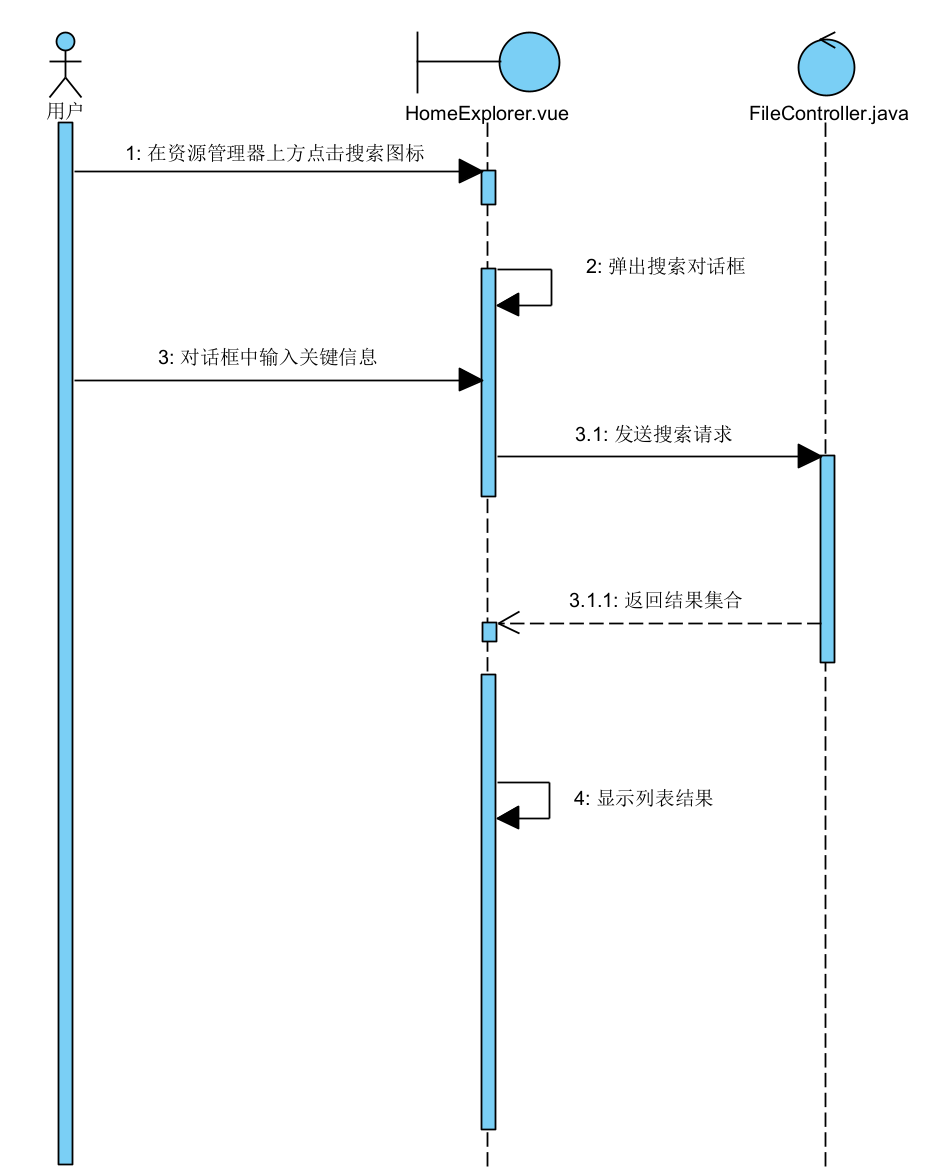 用户
HomeExplorer.vue
FileController.java
1: 在资源管理器上方点击搜索图标
2: 弹出搜索对话框
3: 对话框中输入关键信息
3.1: 发送搜索请求
3.1.1: 返回结果集合
4: 显示列表结果